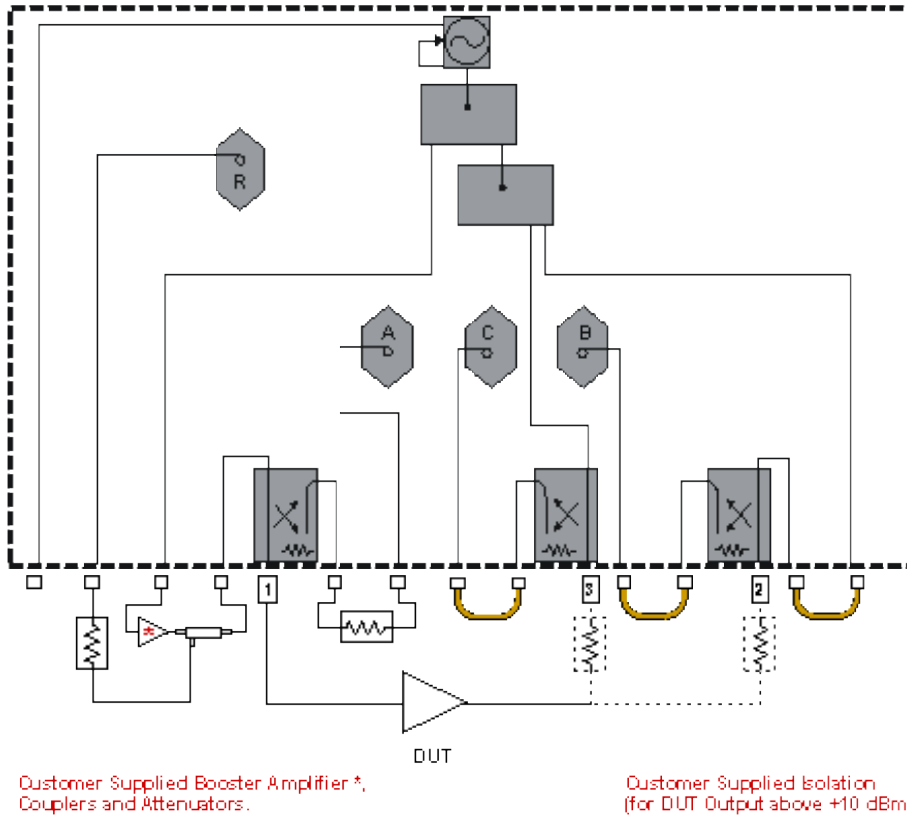 R
A
C
B
1
3
2
*
DUT
Customer Supplied Booster Amplifier *,
Couplers and Attenuators.
Customer Supplied Isolation
(for DUT Output above +10 dBm